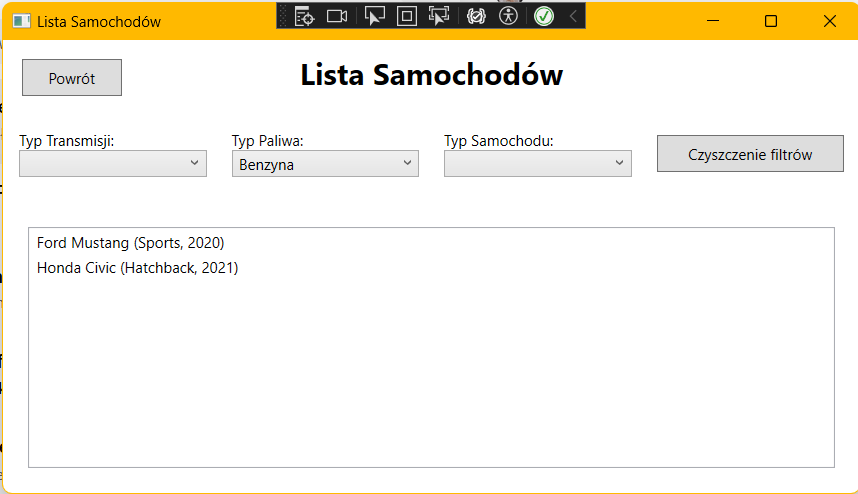 Lista Samochodów
Powrót
Lista Samochodów
Typ Transmisji:
Typ Paliwa:
Typ Samochodu:
Benzyna
Czyszczenie filtrów
Ford Mustang (Sports, 2020)
Honda Civic (Hatchback, 2021)